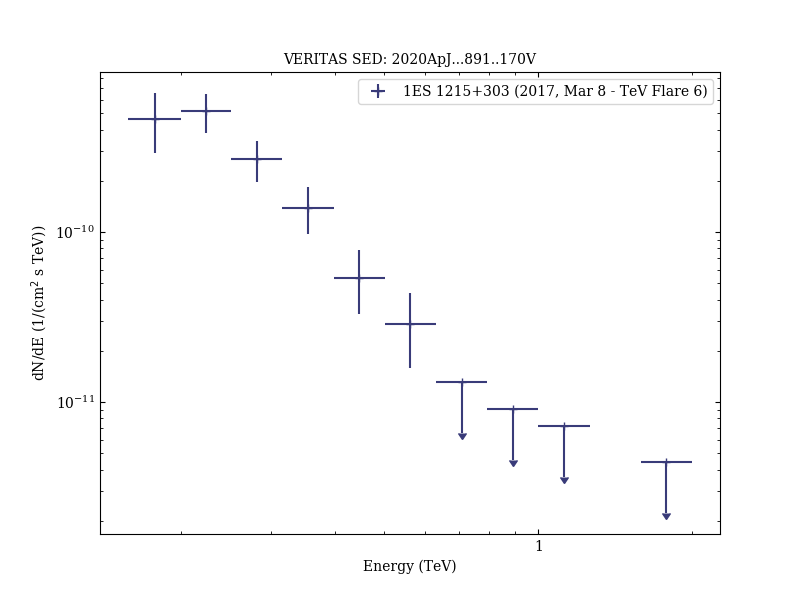 VERITAS SED: 2020ApJ...891..170V
1ES 1215+303 (2017, Mar 8 - TeV Flare 6)
dN/dE (1/(cm² s TeV))
10⁻¹⁰
10⁻¹¹
1
Energy (TeV)